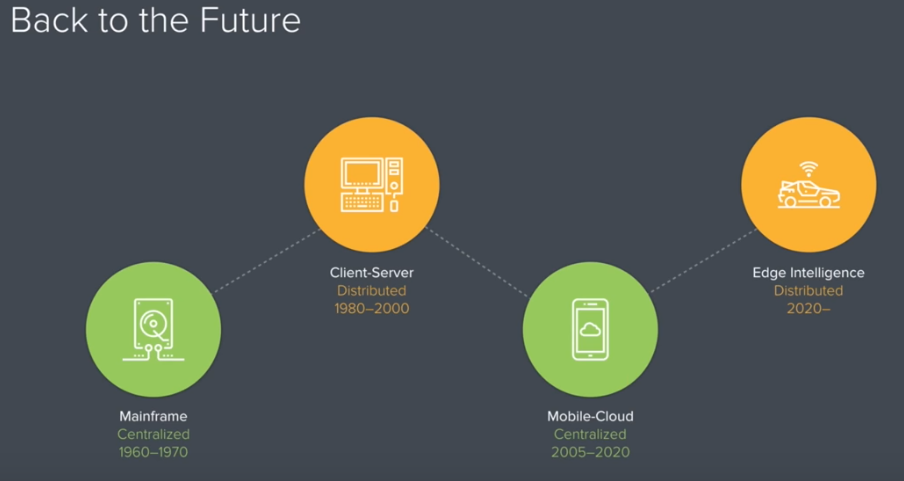 Back to the Future
Client-Server
Distributed
1980–2000
Edge Intelligence
Distributed
2020–
Mainframe
Centralized
1960–1970
Mobile-Cloud
Centralized
2005–2020